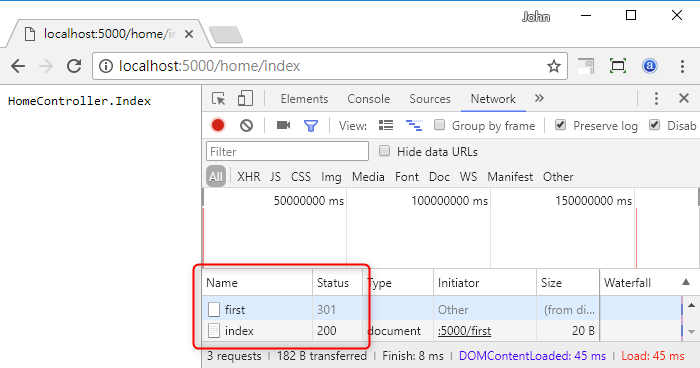 John
localhost:5000/home/in
localhost:5000/home/index
HomeController.Index
Elements Console Sources Network »
View: Group by frame Preserve log Disab
Filter Hide data URLs
All XHR JS CSS Img Media Font Doc WS Manifest Other
50000000 ms 100000000 ms 150000000 ms
Name Status Type Initiator Size Waterfall
first 301 Other (from di...
index 200 document :5000/first 20 B
3 requests | 182 B transferred | Finish: 8 ms | DOMContentLoaded: 45 ms | Load: 45 ms